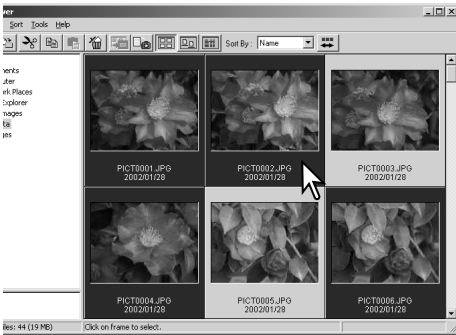 wer
Sort Tools Help
Sort By : Name
ments
uter
rk Places
Explorer
mages
ta
ges
PICT0001.JPG
2002/01/28
PICT0002.JPG
2002/01/28
PICT0003.JPG
2002/01/28
PICT0004.JPG
2002/01/28
PICT0005.JPG
2002/01/28
PICT0006.JPG
2002/01/28
iles: 44 (19 MB)
Click on frame to select.